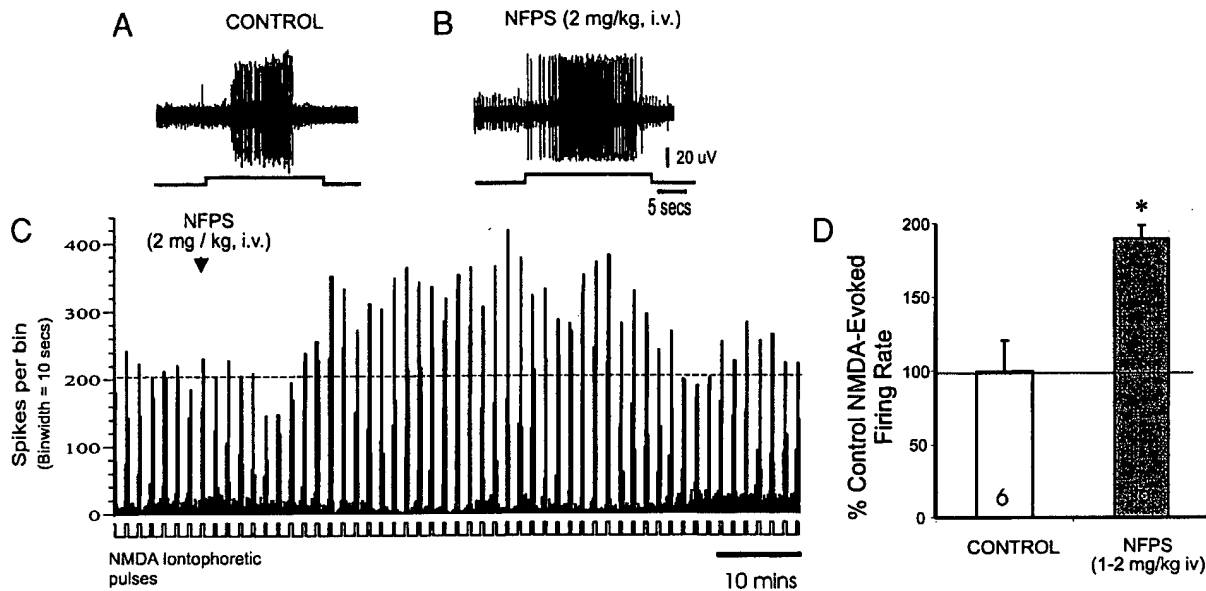 A
CONTROL
B
NFPS (2 mg/kg, i.v.)
20 uV
5 secs
C
NFPS
(2 mg / kg, i.v.)
Spikes per bin
(Binwidth = 10 secs)
400
300
200
100
0
NMDA Iontophoretic
pulses
10 mins
D
*
% Control NMDA-Evoked
Firing Rate
200
150
100
50
0
6
CONTROL
NFPS
(1-2 mg/kg iv)